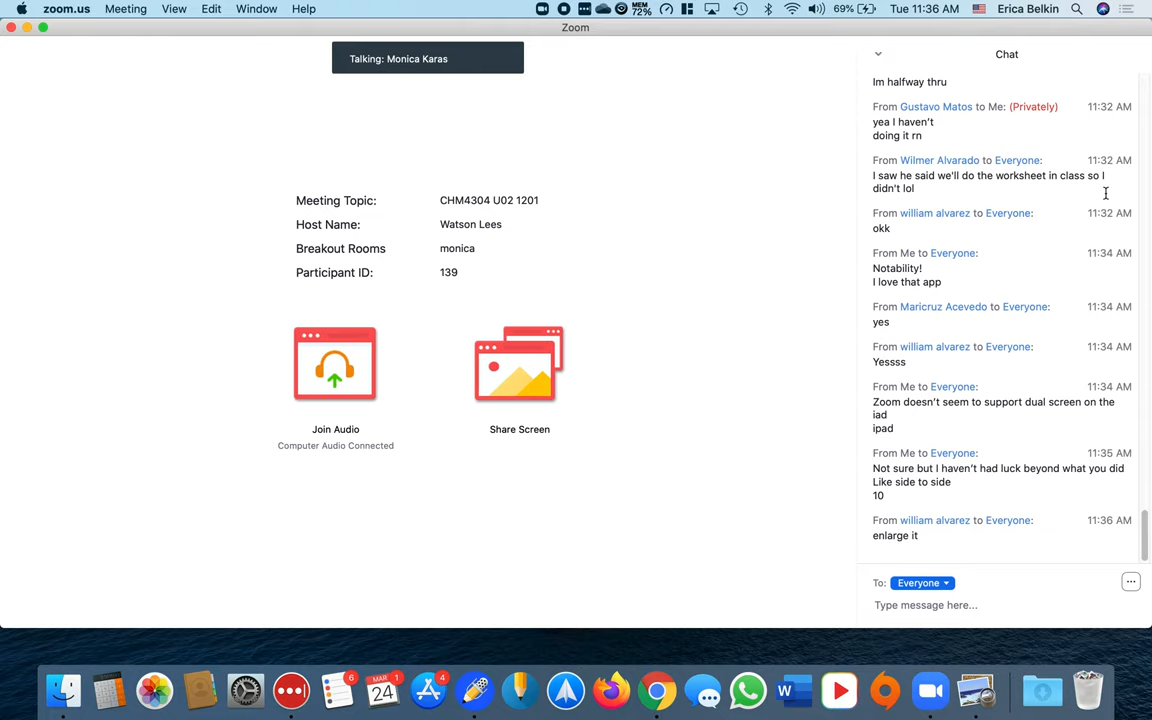 zoom.us Meeting View Edit Window Help MEM 72% 69% Tue 11:36 AM Erica Belkin
Zoom
Talking: Monica Karas
Meeting Topic: CHM4304 U02 1201
Host Name: Watson Lees
Breakout Rooms monica
Participant ID: 139
Join Audio
Computer Audio Connected
Share Screen
Chat
Im halfway thru
From Gustavo Matos to Me: (Privately) 11:32 AM
yea I haven't
doing it rn
From Wilmer Alvarado to Everyone: 11:32 AM
I saw he said we'll do the worksheet in class so I
didn't lol
From william alvarez to Everyone: 11:32 AM
okk
From Me to Everyone: 11:34 AM
Notability!
I love that app
From Maricruz Acevedo to Everyone: 11:34 AM
yes
From william alvarez to Everyone: 11:34 AM
Yessss
From Me to Everyone: 11:34 AM
Zoom doesn't seem to support dual screen on the
iad
ipad
From Me to Everyone: 11:35 AM
Not sure but I haven't had luck beyond what you did
Like side to side
10
From william alvarez to Everyone: 11:36 AM
enlarge it
To: Everyone
Type message here...
6
MAR 1
24
4
W